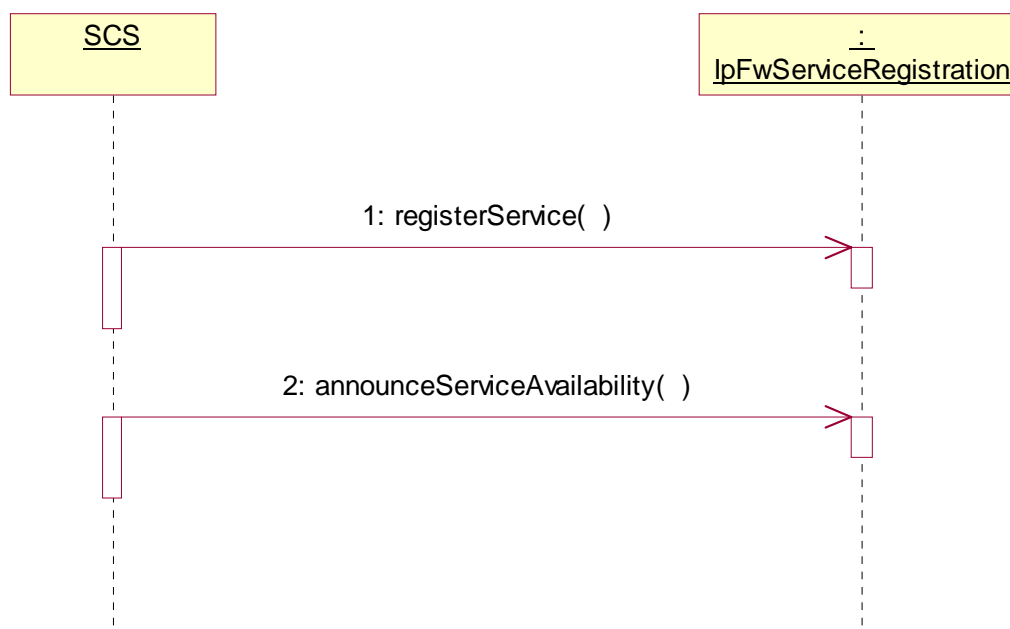 SCS
:
IpFwServiceRegistration
1: registerService( )
2: announceServiceAvailability( )